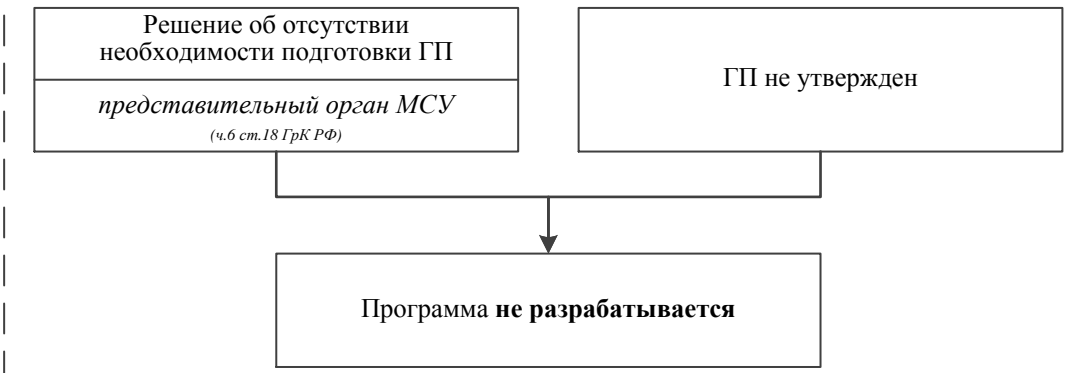 Решение об отсутствии
необходимости подготовки ГП
представительный орган МСУ
(ч.6 ст.18 ГрК РФ)
ГП не утвержден
Программа не разрабатывается